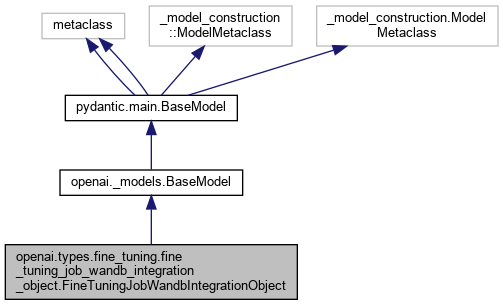 metaclass
_model_construction
::ModelMetaclass
_model_construction.Model
Metaclass
pydantic.main.BaseModel
openai._models.BaseModel
openai.types.fine_tuning.fine
_tuning_job_wandb_integration
_object.FineTuningJobWandbIntegrationObject